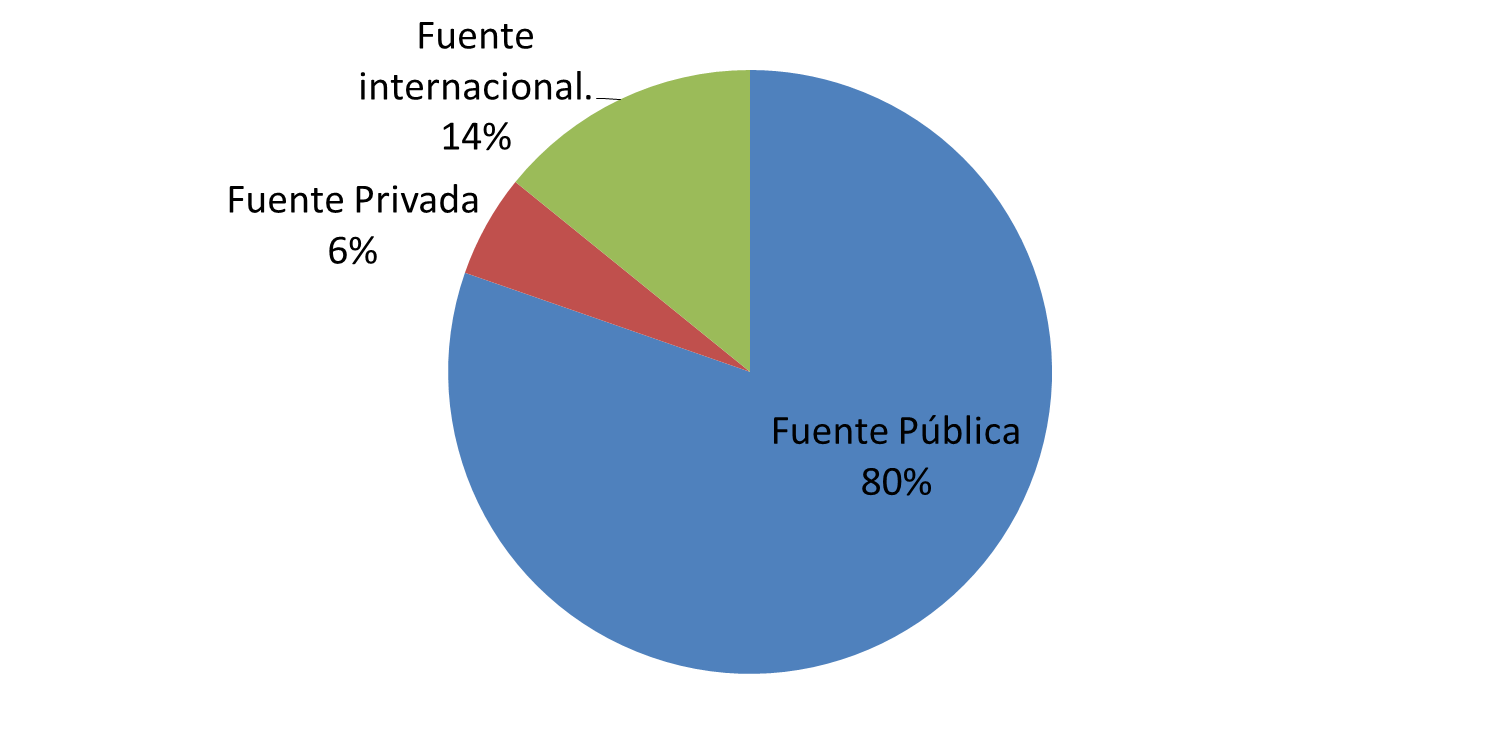 Fuente
internacional.
14%
Fuente Privada
6%
Fuente Pública
80%